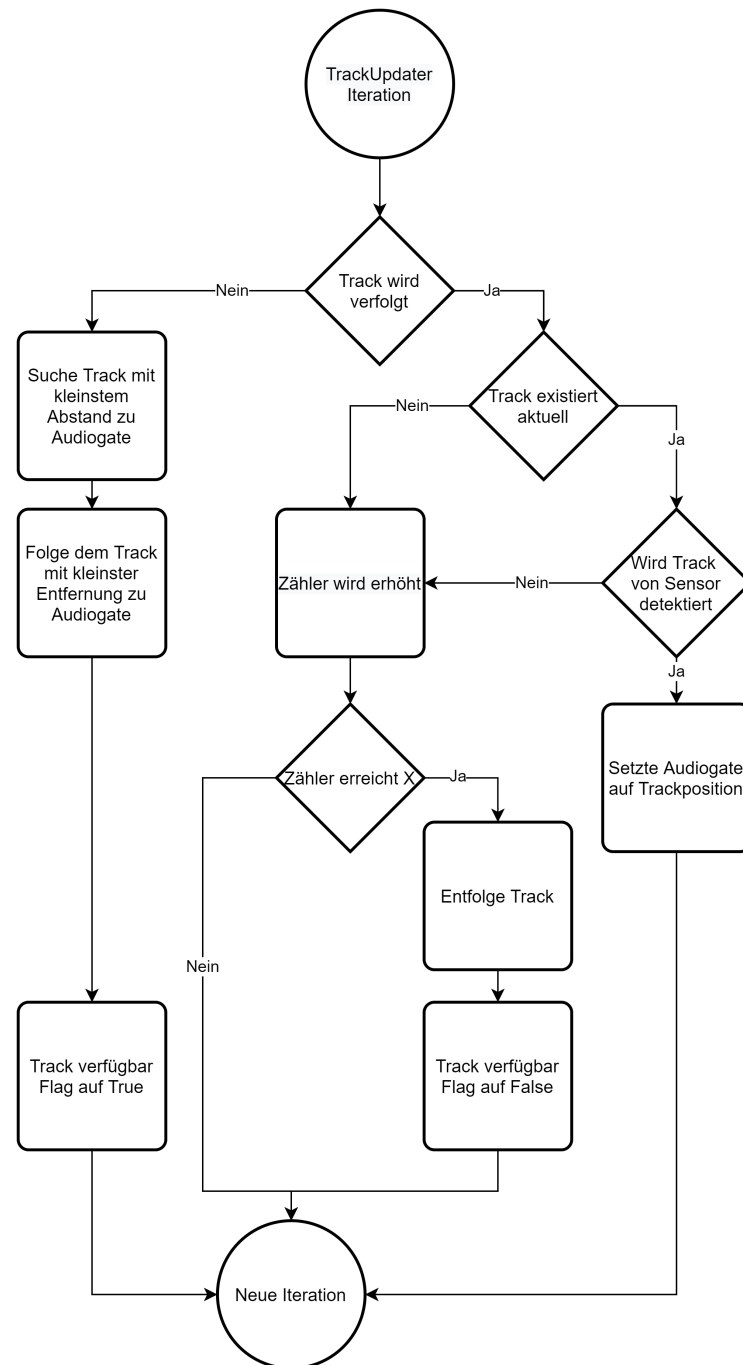 TrackUpdater
Iteration
Track wird
verfolgt
Nein
Ja
Suche Track mit
kleinstem
Abstand zu
Audiogate
Track existiert
aktuell
Nein
Ja
Folge dem Track
mit kleinster
Entfernung zu
Audiogate
Zähler wird erhöht
Nein
Wird Track
von Sensor
detektiert
Ja
Zähler erreicht X
Ja
Setzte Audiogate
auf Trackposition
Entfolge Track
Nein
Track verfügbar
Flag auf True
Track verfügbar
Flag auf False
Neue Iteration